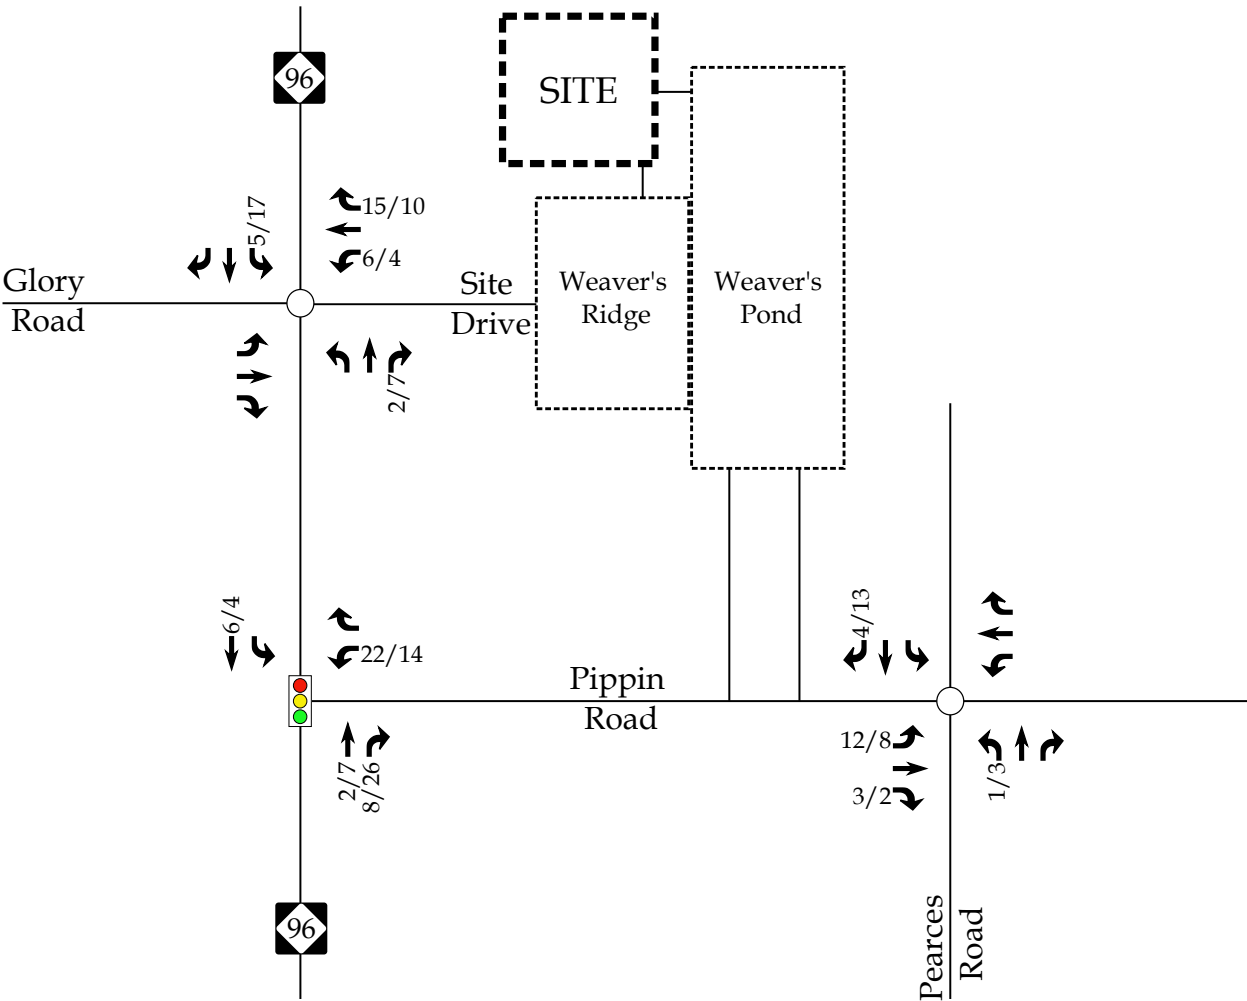 96
SITE
15/10
5/17
6/4
Glory
Road
Site
Drive
Weaver's
Ridge
Weaver's
Pond
2/7
6/4
22/14
4/13
Pippin
Road
2/7
8/26
12/8
3/2
1/3
96
Pearces
Road